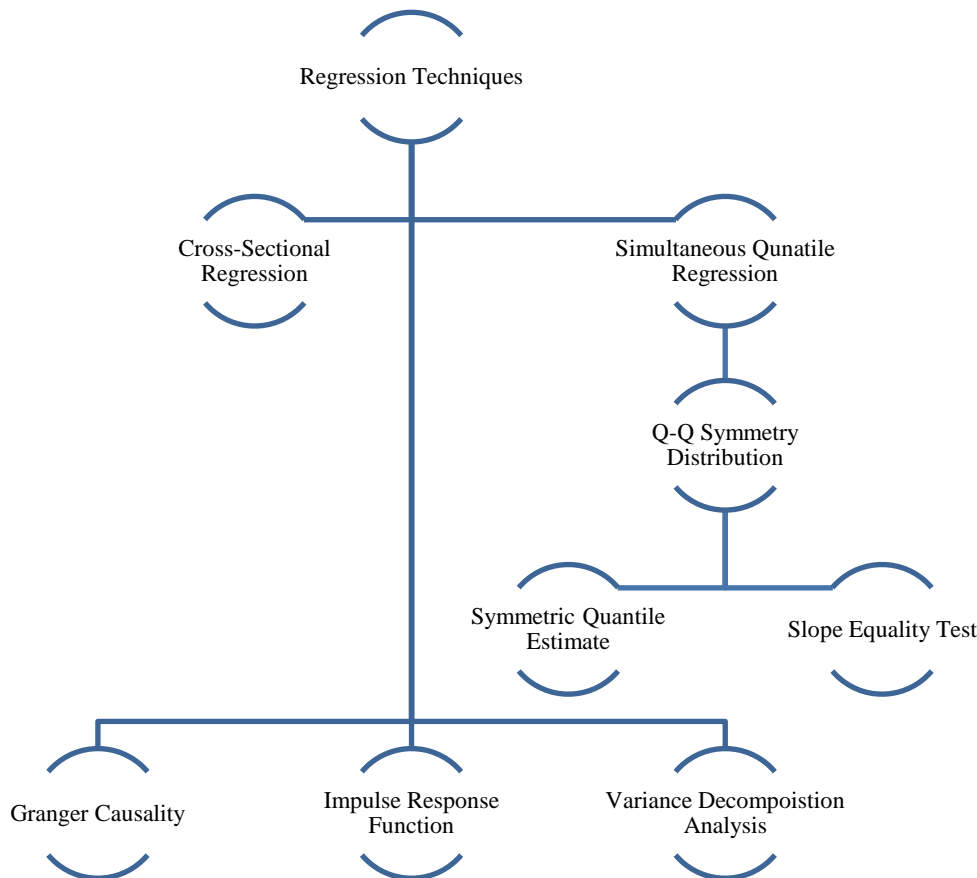 Regression Techniques
Cross-Sectional
Regression
Simultaneous Qunatile
Regression
Q-Q Symmetry
Distribution
Symmetric Quantile
Estimate
Slope Equality Test
Granger Causality
Impulse Response
Function
Variance Decompoistion
Analysis